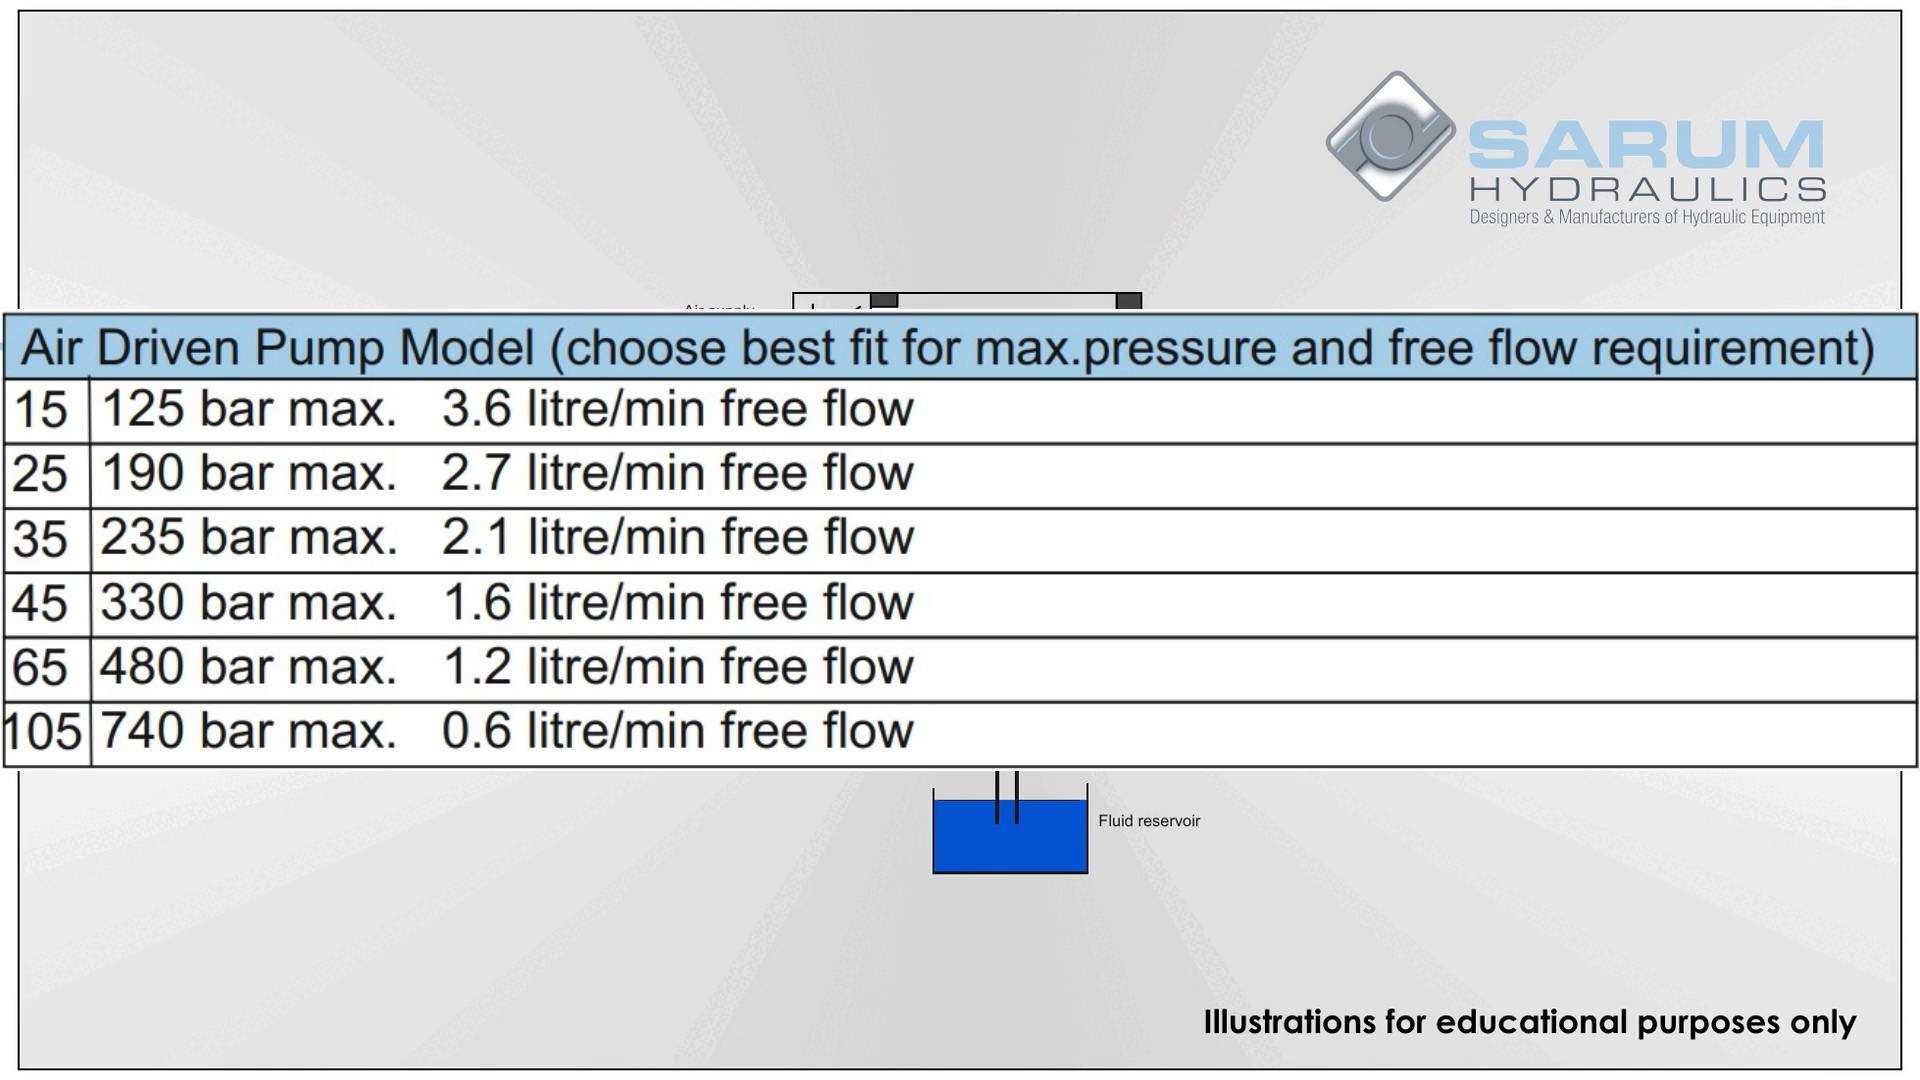 SARUM
HYDRAULICS
Designers & Manufacturers of Hydraulic Equipment
Air supply
Air Driven Pump Model (choose best fit for max.pressure and free flow requirement)
15 125 bar max. 3.6 litre/min free flow
25 190 bar max. 2.7 litre/min free flow
35 235 bar max. 2.1 litre/min free flow
45 330 bar max. 1.6 litre/min free flow
65 480 bar max. 1.2 litre/min free flow
105 740 bar max. 0.6 litre/min free flow
Fluid reservoir
Illustrations for educational purposes only